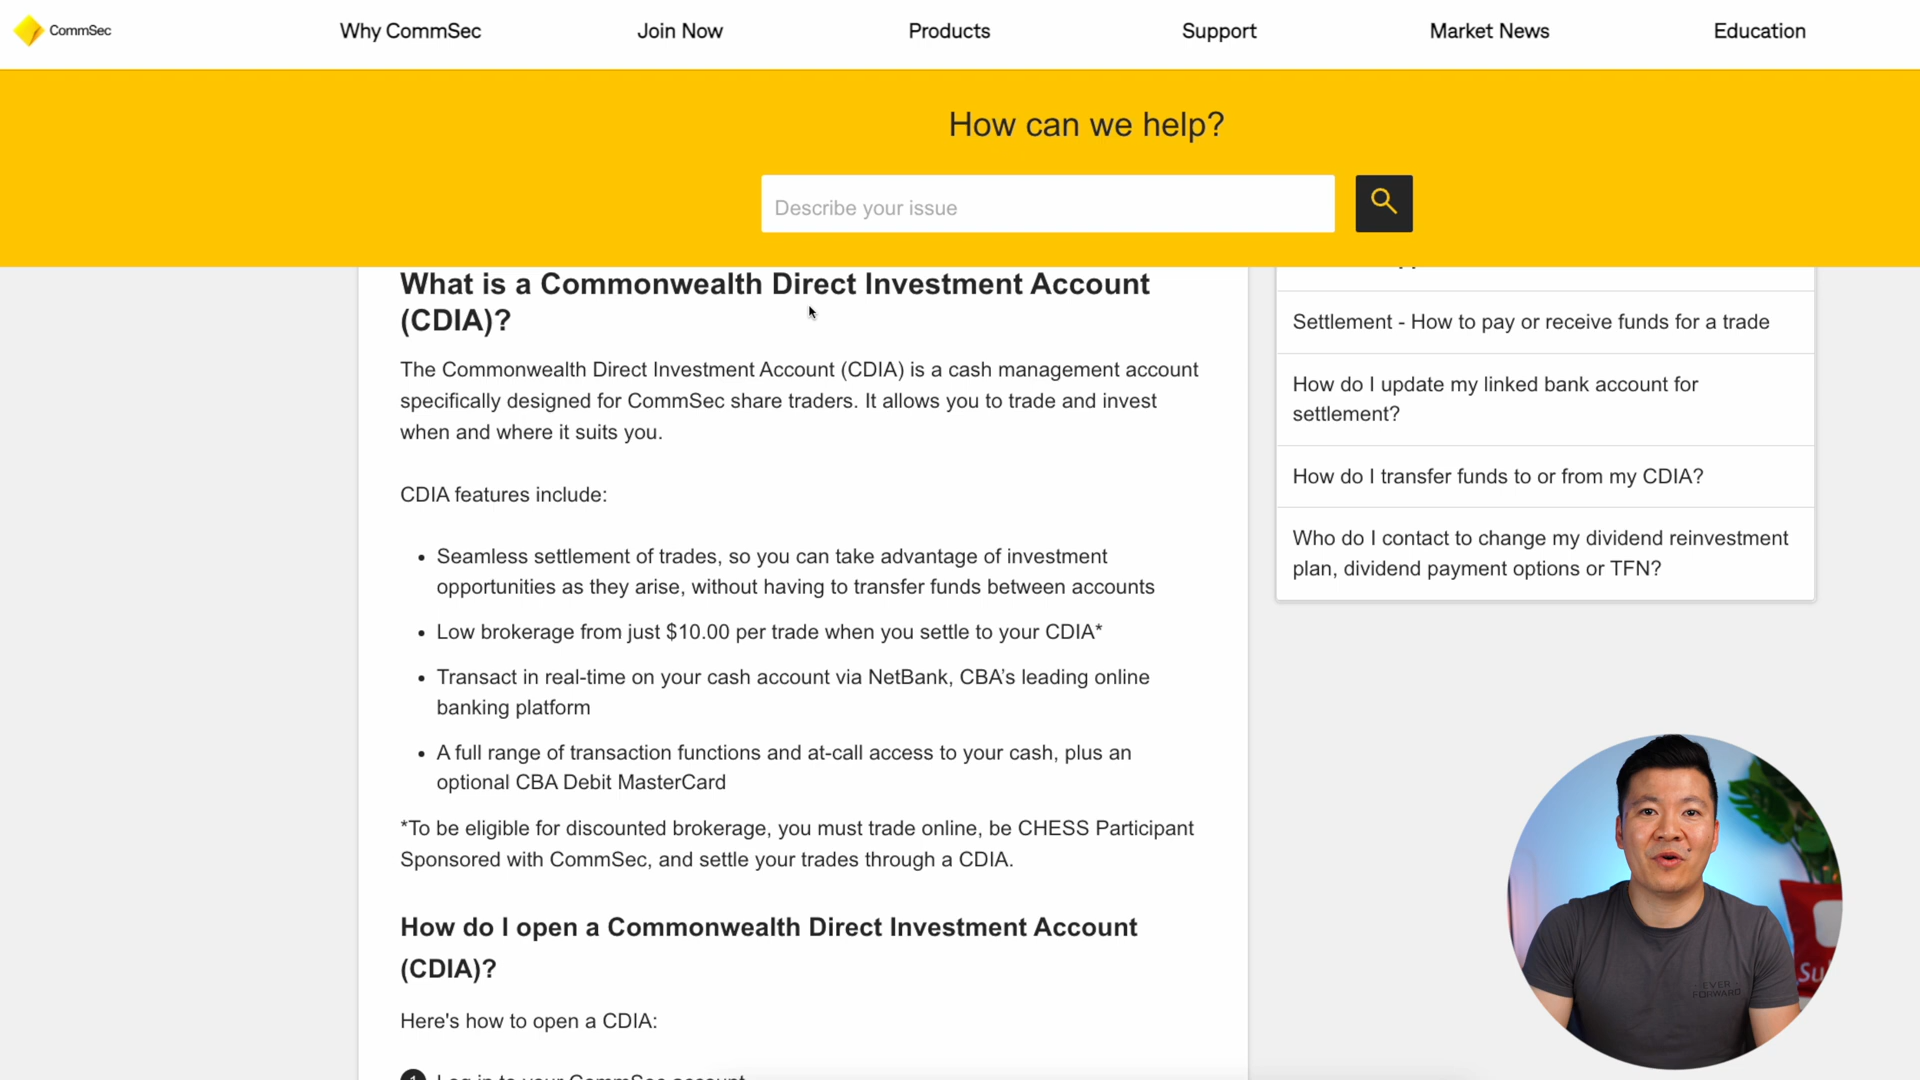 CommSec
Why CommSec
Join Now
Products
Support
Market News
Education
How can we help?
Describe your issue
What is a Commonwealth Direct Investment Account
(CDIA)?
The Commonwealth Direct Investment Account (CDIA) is a cash management account
specifically designed for CommSec share traders. It allows you to trade and invest
when and where it suits you.
CDIA features include:
• Seamless settlement of trades, so you can take advantage of investment
opportunities as they arise, without having to transfer funds between accounts
• Low brokerage from just $10.00 per trade when you settle to your CDIA*
• Transact in real-time on your cash account via NetBank, CBA's leading online
banking platform
• A full range of transaction functions and at-call access to your cash, plus an
optional CBA Debit MasterCard
*To be eligible for discounted brokerage, you must trade online, be CHESS Participant
Sponsored with CommSec, and settle your trades through a CDIA.
How do I open a Commonwealth Direct Investment Account
(CDIA)?
Here's how to open a CDIA:
1 Log in to your CommSec account
Settlement - How to pay or receive funds for a trade
How do I update my linked bank account for
settlement?
How do I transfer funds to or from my CDIA?
Who do I contact to change my dividend reinvestment
plan, dividend payment options or TFN?
EVER
FORWARD
Su